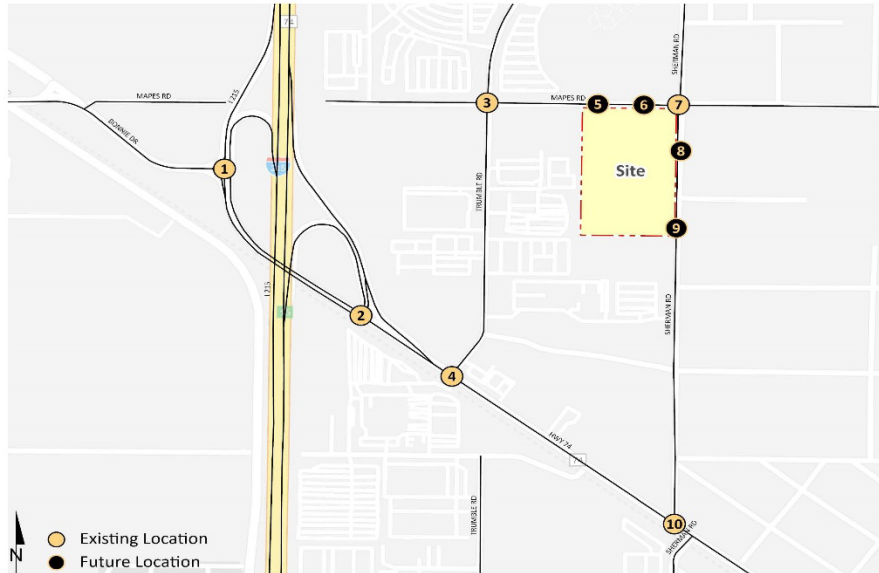 74
SHERMAN RD
MAPES RD
I 215
MAPES RD
3
5
6
7
BONNIE DR
8
1
Site
TRUMBLE RD
9
I 215
2
SHERMAN RD
4
HWY 74
74
TRUMBLE RD
10
SHERMAN RD
N
Existing Location
Future Location